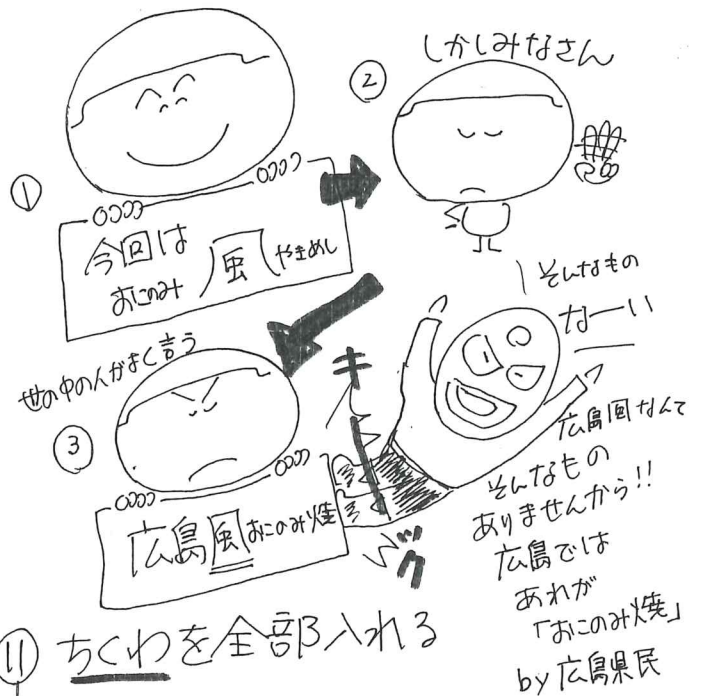 ①
今回は
おこのみ風やきめし
②
しかしみなさん
そんなもの
なーい
世の中の人がよく言う
③
広島風おこのみ焼
キ
ック
広島風なんて
そんなもの
ありませんから!!
広島では
あれが
「おこのみ焼」
by 広島県民
⑪ ちくわを全部入れる